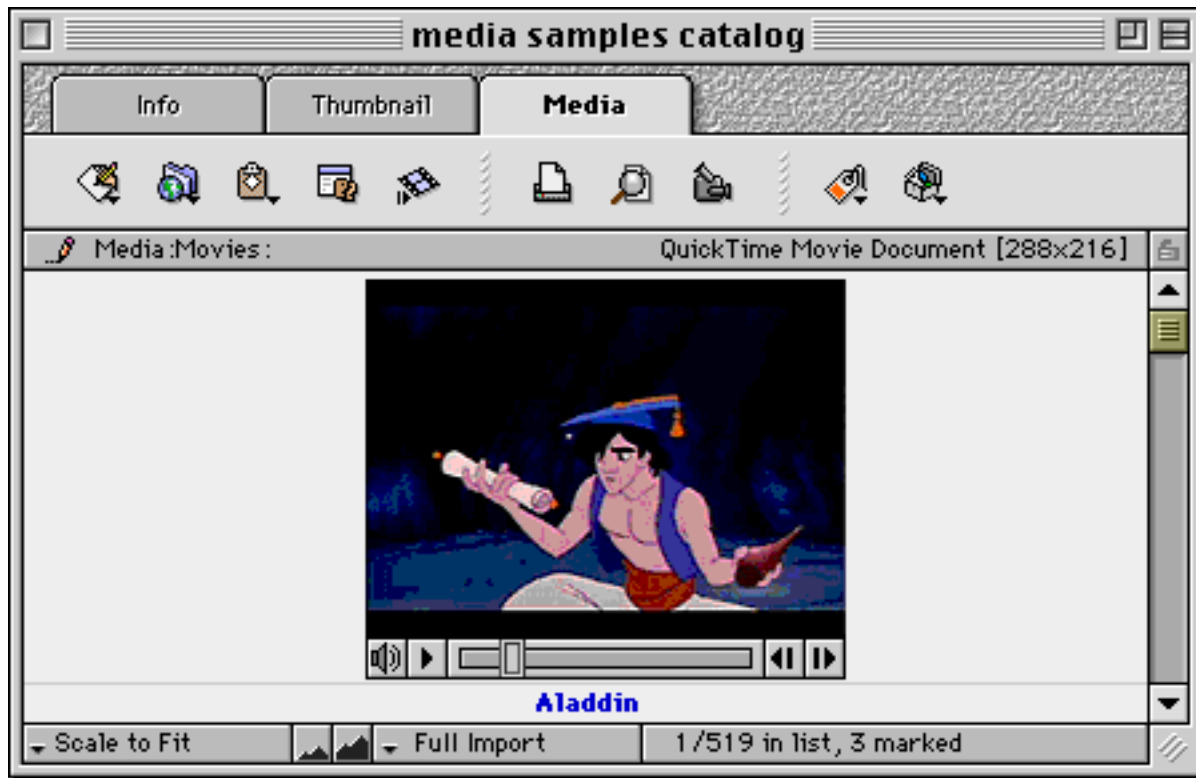 media samples catalog
Info Thumbnail Media
Media:Movies: QuickTime Movie Document [288x216]
Aladdin
Scale to Fit Full Import 1/519 in list, 3 marked